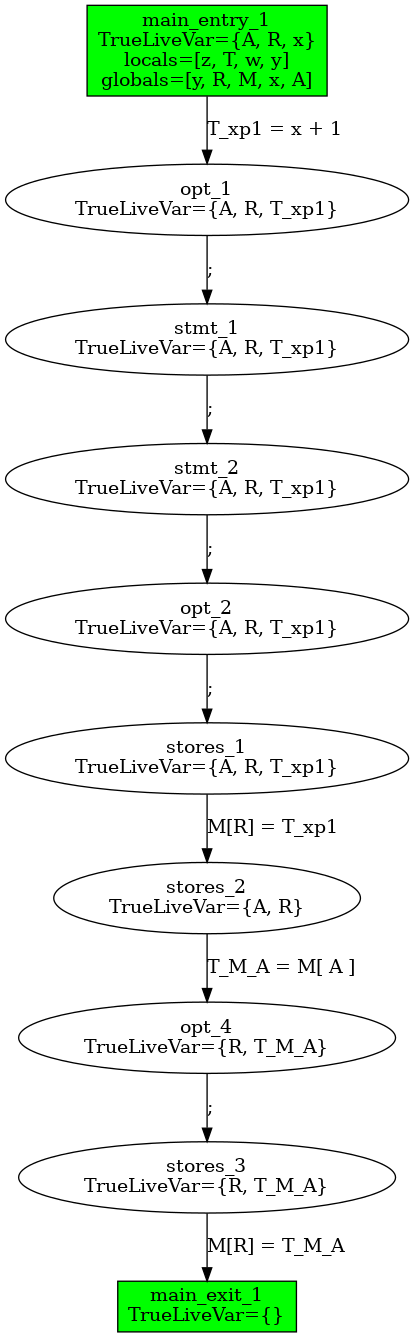 main_entry_1
TrueLiveVar={A, R, x}
locals=[z, T, w, y]
globals=[y, R, M, x, A]
T_xp1 = x + 1
opt_1
TrueLiveVar={A, R, T_xp1}
;
stmt_1
TrueLiveVar={A, R, T_xp1}
;
stmt_2
TrueLiveVar={A, R, T_xp1}
;
opt_2
TrueLiveVar={A, R, T_xp1}
;
stores_1
TrueLiveVar={A, R, T_xp1}
M[R] = T_xp1
stores_2
TrueLiveVar={A, R}
T_M_A = M[ A ]
opt_4
TrueLiveVar={R, T_M_A}
;
stores_3
TrueLiveVar={R, T_M_A}
M[R] = T_M_A
main_exit_1
TrueLiveVar={}